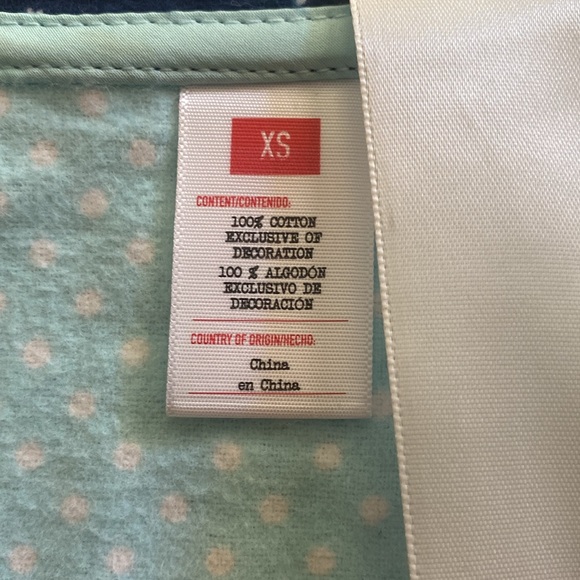 XS
CONTENT/CONTENIDO:
100% COTTON
EXCLUSIVE OF
DECORATION
100 % ALGODÓN
EXCLUSIVO DE
DECORACIÓN
COUNTRY OF ORIGIN/HECHO:
China
en China